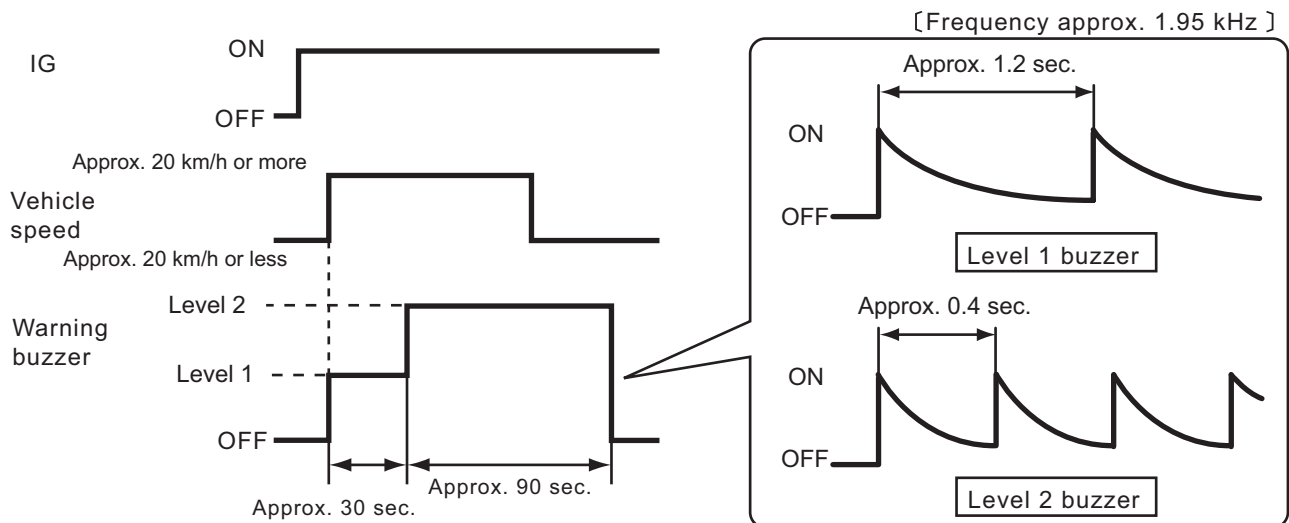 〔Frequency approx. 1.95 kHz 〕
IG
ON
OFF
Approx. 20 km/h or more
Vehicle
speed
Approx. 20 km/h or less
Warning
buzzer
Level 2
Level 1
OFF
Approx. 30 sec.
Approx. 90 sec.
Approx. 1.2 sec.
ON
OFF
Level 1 buzzer
Approx. 0.4 sec.
ON
OFF
Level 2 buzzer